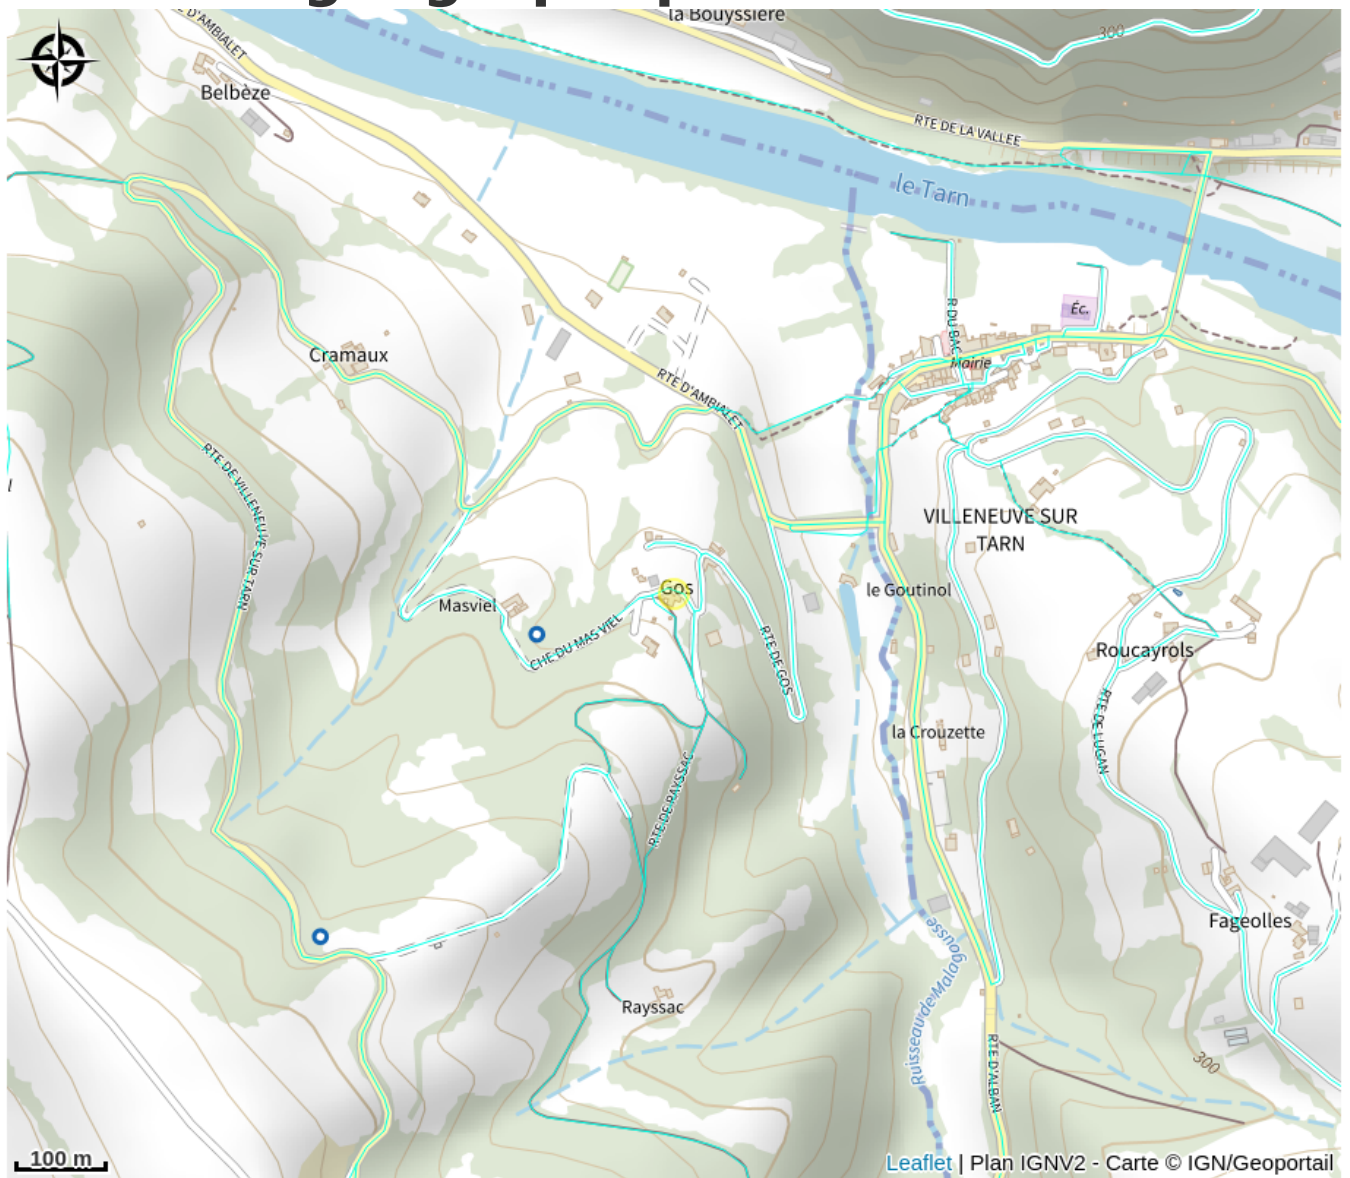 la Bouyssière
300
D'AMBIALET
Belbèze
RTE DE LA VALLEE
le Tarn
Éc.
R DU BAC
Mairie
Cramaux
RTE D'AMBIALET
RTE DE VILLENEUVE SUR TARN
VILLENEUVE SUR
TARN
Gos
le Goutinol
Masviel
CHE DU MAS VIEL
RTE DE GOS
Roucayrols
RTE DE LUGAN
la Crouzette
RTE DE RAYSSAC
Fageolles
Ruisseau de Malagousse
Rayssac
300
RTE D'ALBAN
100 m
Leaflet | Plan IGNV2 - Carte © IGN/Geoportail